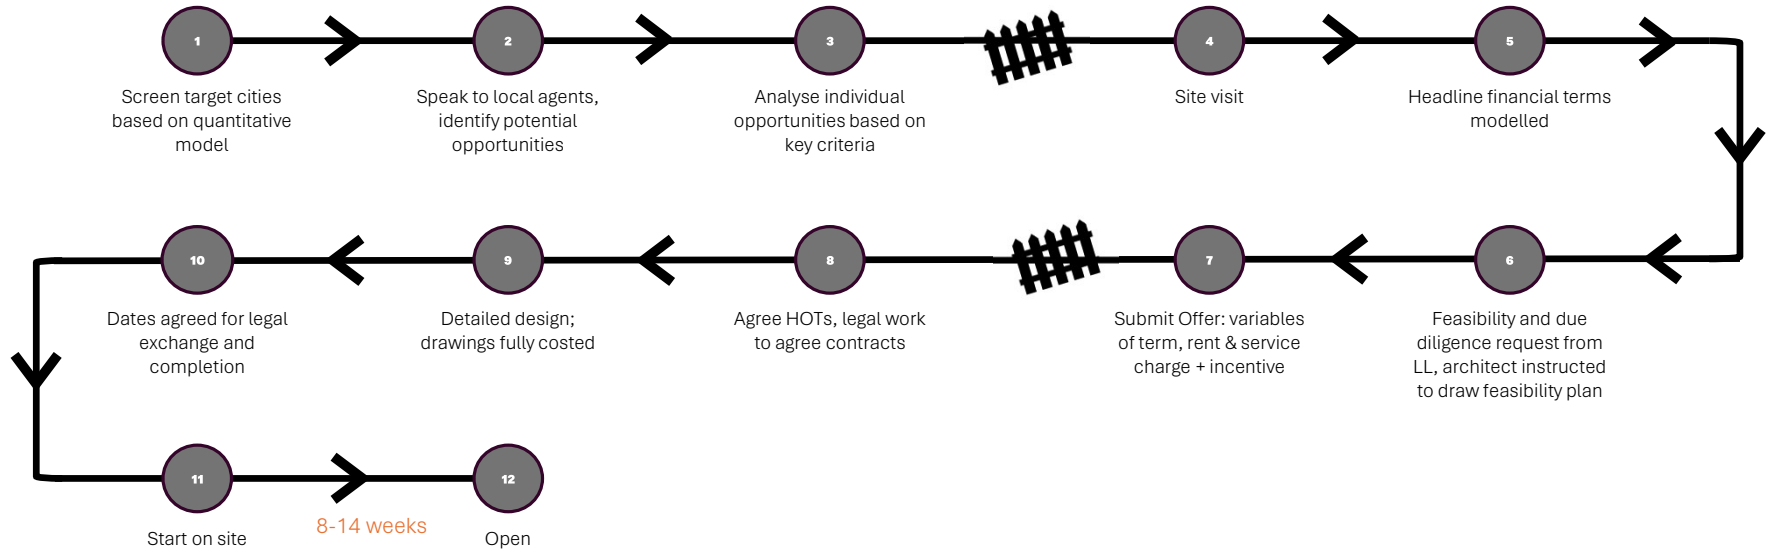 1
2
3
4
5
Screen target cities
based on quantitative
model
Speak to local agents,
identify potential
opportunities
Analyse individual
opportunities based on
key criteria
Site visit
Headline financial terms
modelled
10
9
8
7
6
Dates agreed for legal
exchange and
completion
Detailed design;
drawings fully costed
Agree HOTs, legal work
to agree contracts
Submit Offer: variables
of term, rent & service
charge + incentive
Feasibility and due
diligence request from
LL, architect instructed
to draw feasibility plan
11
12
Start on site
8-14 weeks
Open